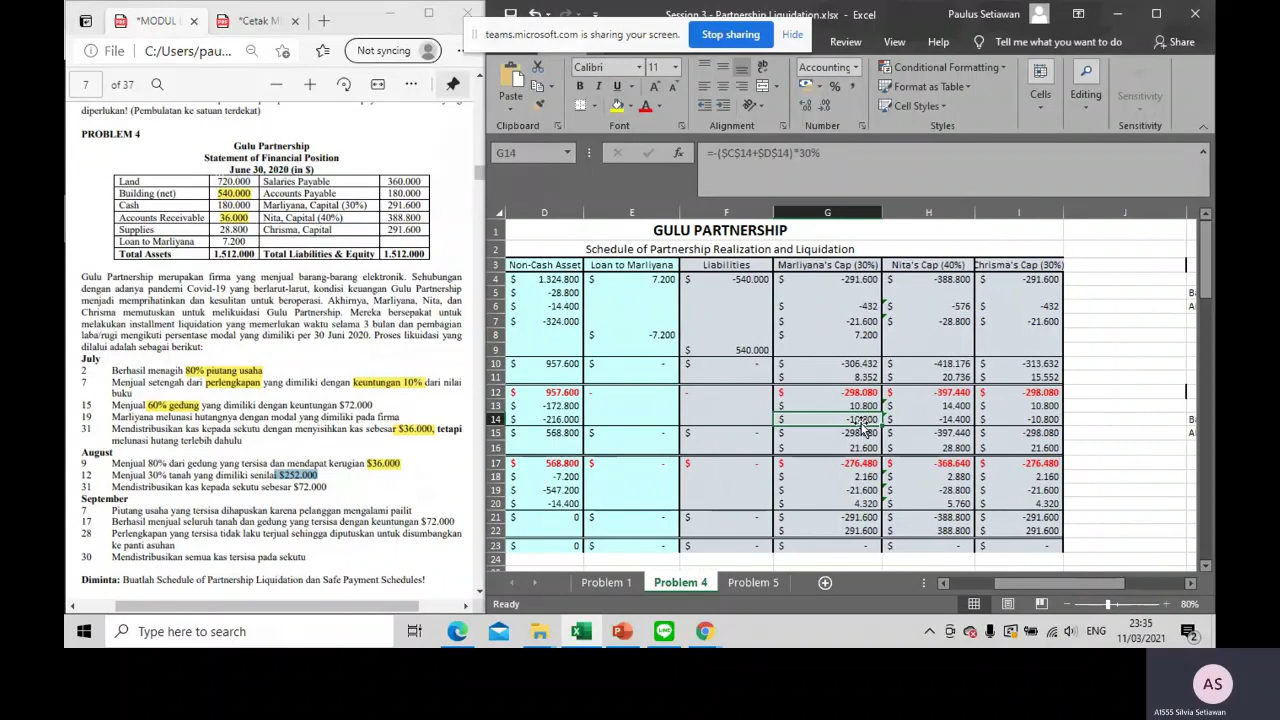 *MODUL L
*Cetak ME
Session 3 - Partnership Liquidation.xlsx - Excel
Paulus Setiawan
teams.microsoft.com is sharing your screen.
Stop sharing
Hide
File
C:/Users/pau...
Not syncing
Review
View
Help
Tell me what you want to do
Share
7
of 37
Paste
Calibri
11
Accounting
Conditional Formatting
Format as Table
Cell Styles
Cells
Editing
Sensitivity
Clipboard
Font
Alignment
Number
Styles
Sensitivity
G14
=-($C$14+$D$14)*30%
diperlukan! (Pembulatan ke satuan terdekat)
PROBLEM 4
Gulu Partnership
Statement of Financial Position
June 30, 2020 (in $)
Land 720.000 Salaries Payable 360.000
Building (net) 540.000 Accounts Payable 180.000
Cash 180.000 Marliyana, Capital (30%) 291.600
Accounts Receivable 36.000 Nita, Capital (40%) 388.800
Supplies 28.800 Chrisma, Capital 291.600
Loan to Marliyana 7.200
Total Assets 1.512.000 Total Liabilities & Equity 1.512.000
Gulu Partnership merupakan firma yang menjual barang-barang elektronik. Sehubungan
dengan adanya pandemi Covid-19 yang berlarut-larut, kondisi keuangan Gulu Partnership
menjadi memprihatinkan dan kesulitan untuk beroperasi. Akhirnya, Marliyana, Nita, dan
Chrisma memutuskan untuk melikuidasi Gulu Partnership. Mereka bersepakat untuk
melakukan installment liquidation yang memerlukan waktu selama 3 bulan dan pembagian
laba/rugi mengikuti persentase modal yang dimiliki per 30 Juni 2020. Proses likuidasi yang
dilalui adalah sebagai berikut:
July
2 Berhasil menagih 80% piutang usaha
7 Menjual setengah dari perlengkapan yang dimiliki dengan keuntungan 10% dari nilai
buku
15 Menjual 60% gedung yang dimiliki dengan keuntungan $72.000
19 Marliyana melunasi hutangnya dengan modal yang dimiliki pada firma
31 Mendistribusikan kas kepada sekutu dengan menyisihkan kas sebesar $36.000, tetapi
melunasi hutang terlebih dahulu
August
9 Menjual 80% dari gedung yang tersisa dan mendapat kerugian $36.000
12 Menjual 30% tanah yang dimiliki senilai $252.000
31 Mendistribusikan kas kepada sekutu sebesar $72.000
September
7 Piutang usaha yang tersisa dihapuskan karena pelanggan mengalami pailit
17 Berhasil menjual seluruh tanah dan gedung yang tersisa dengan keuntungan $72.000
28 Perlengkapan yang tersisa tidak laku terjual sehingga diputuskan untuk disumbangkan
ke panti asuhan
30 Mendistribusikan semua kas tersisa pada sekutu
Diminta: Buatlah Schedule of Partnership Liquidation dan Safe Payment Schedules!
D E F G H I J
1 GULU PARTNERSHIP
2 Schedule of Partnership Realization and Liquidation
3 Non-Cash Asset Loan to Marliyana Liabilities Marliyana's Cap (30%) Nita's Cap (40%) Chrisma's Cap (30%)
4 $ 1.324.800 $ 7.200 -540.000 $ -291.600 $ -388.800 $ -291.600
5 $ -28.800
6 $ -14.400 $ -432 $ -576 $ -432
7 $ -324.000 $ -21.600 $ -28.800 $ -21.600
8 $ -7.200 $ 7.200
9 $ 540.000
10 $ 957.600 $ - $ - $ -306.432 $ -418.176 $ -313.632
11 $ 8.352 $ 20.736 $ 15.552
12 $ 957.600 - - $ -298.080 $ -397.440 $ -298.080
13 $ -172.800 $ 10.800 $ 14.400 $ 10.800
14 $ -216.000 $ $ -14.400 $ -10.800
15 $ 568.800 $ - $ - $ $ -397.440 $ -298.080
16 $ 21.600 $ 28.800 $ 21.600
17 $ 568.800 $ - $ - $ -276.480 $ -368.640 $ -276.480
18 $ -7.200 $ 2.160 $ 2.880 $ 2.160
19 $ -547.200 $ -21.600 $ -28.800 $ -21.600
20 $ -14.400 $ 4.320 $ 5.760 $ 4.320
21 $ 0 $ - $ - $ -291.600 $ -388.800 $ -291.600
22 $ 291.600 $ 388.800 $ 291.600
23 $ 0 $ - $ - $ - $ - $ -
24
Problem 1
Problem 4
Problem 5
Ready
80%
Type here to search
ENG
23:35
11/03/2021
2
AS
A1555 Silvia Setiawan